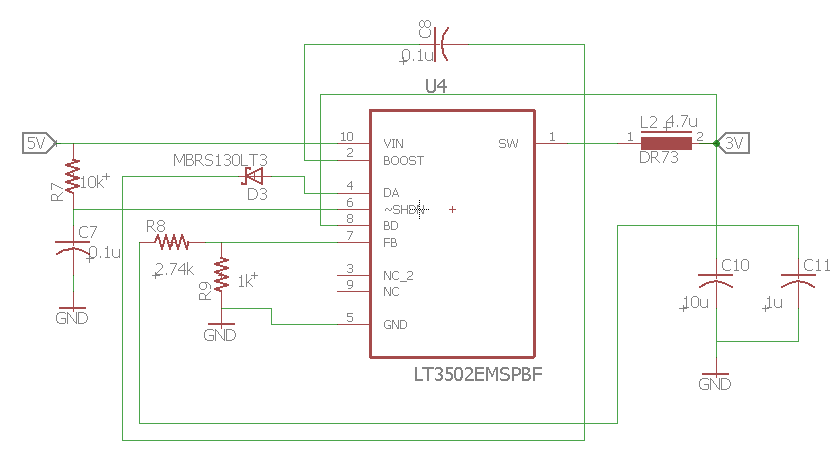 C8
0.1u
U4
5V
10
VIN
SW
1
L2
4.7u
1
2
3V
DR73
2
BOOST
MBRS130LT3
D3
4
DA
R7
10k
6
~SHDN
8
BD
7
FB
C7
0.1u
GND
R8
2.74k
R9
1k
GND
3
NC_2
9
NC
5
GND
C10
10u
C11
1u
GND
LT3502EMSPBF